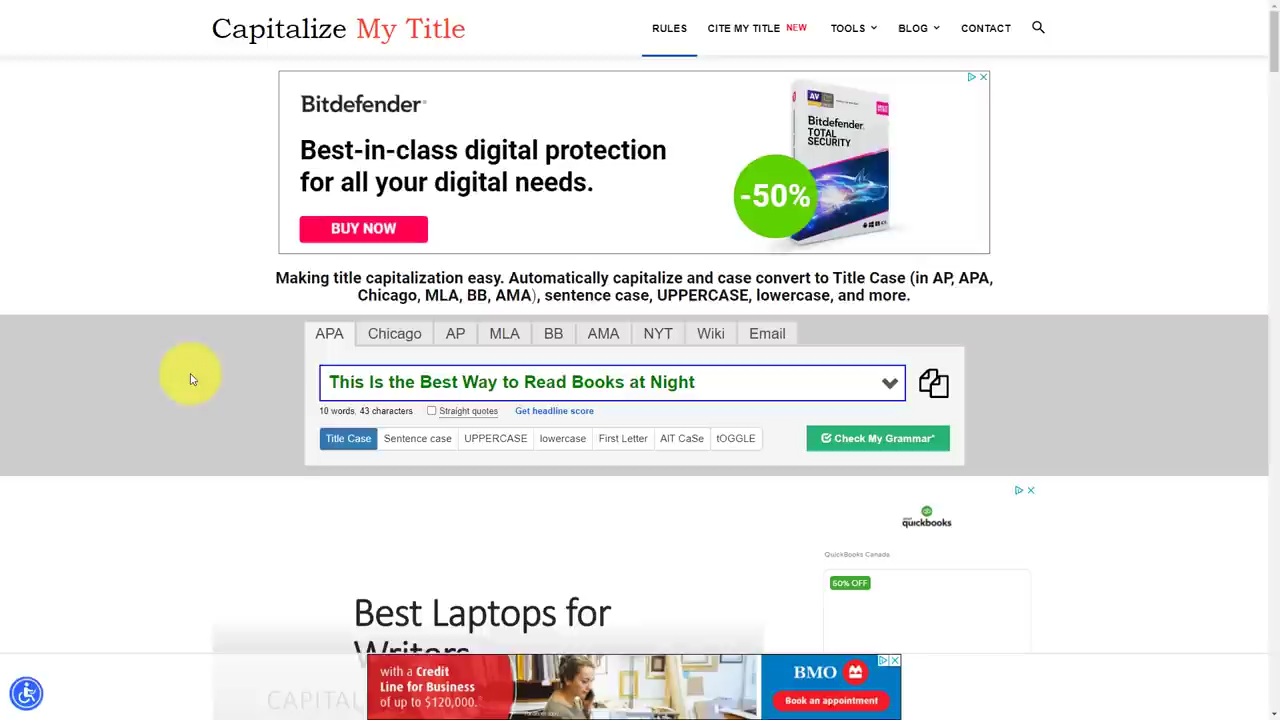 Capitalize My Title
RULES
CITE MY TITLE NEW
TOOLS
BLOG
CONTACT
Bitdefender
Best-in-class digital protection
for all your digital needs.
BUY NOW
-50%
AV
Bitdefender
TOTAL
SECURITY
Making title capitalization easy. Automatically capitalize and case convert to Title Case (in AP, APA,
Chicago, MLA, BB, AMA), sentence case, UPPERCASE, lowercase, and more.
APA Chicago AP MLA BB AMA NYT Wiki Email
This Is the Best Way to Read Books at Night
10 words, 43 characters Straight quotes Get headline score
Title Case Sentence case UPPERCASE lowercase First Letter AlT CaSe tOGGLE
Check My Grammar*
quickbooks
QuickBooks Canada
50% OFF
Best Laptops for
Writers
CAPITAL
with a Credit
Line for Business
of up to $120,000.*
BMO
Book an appointment